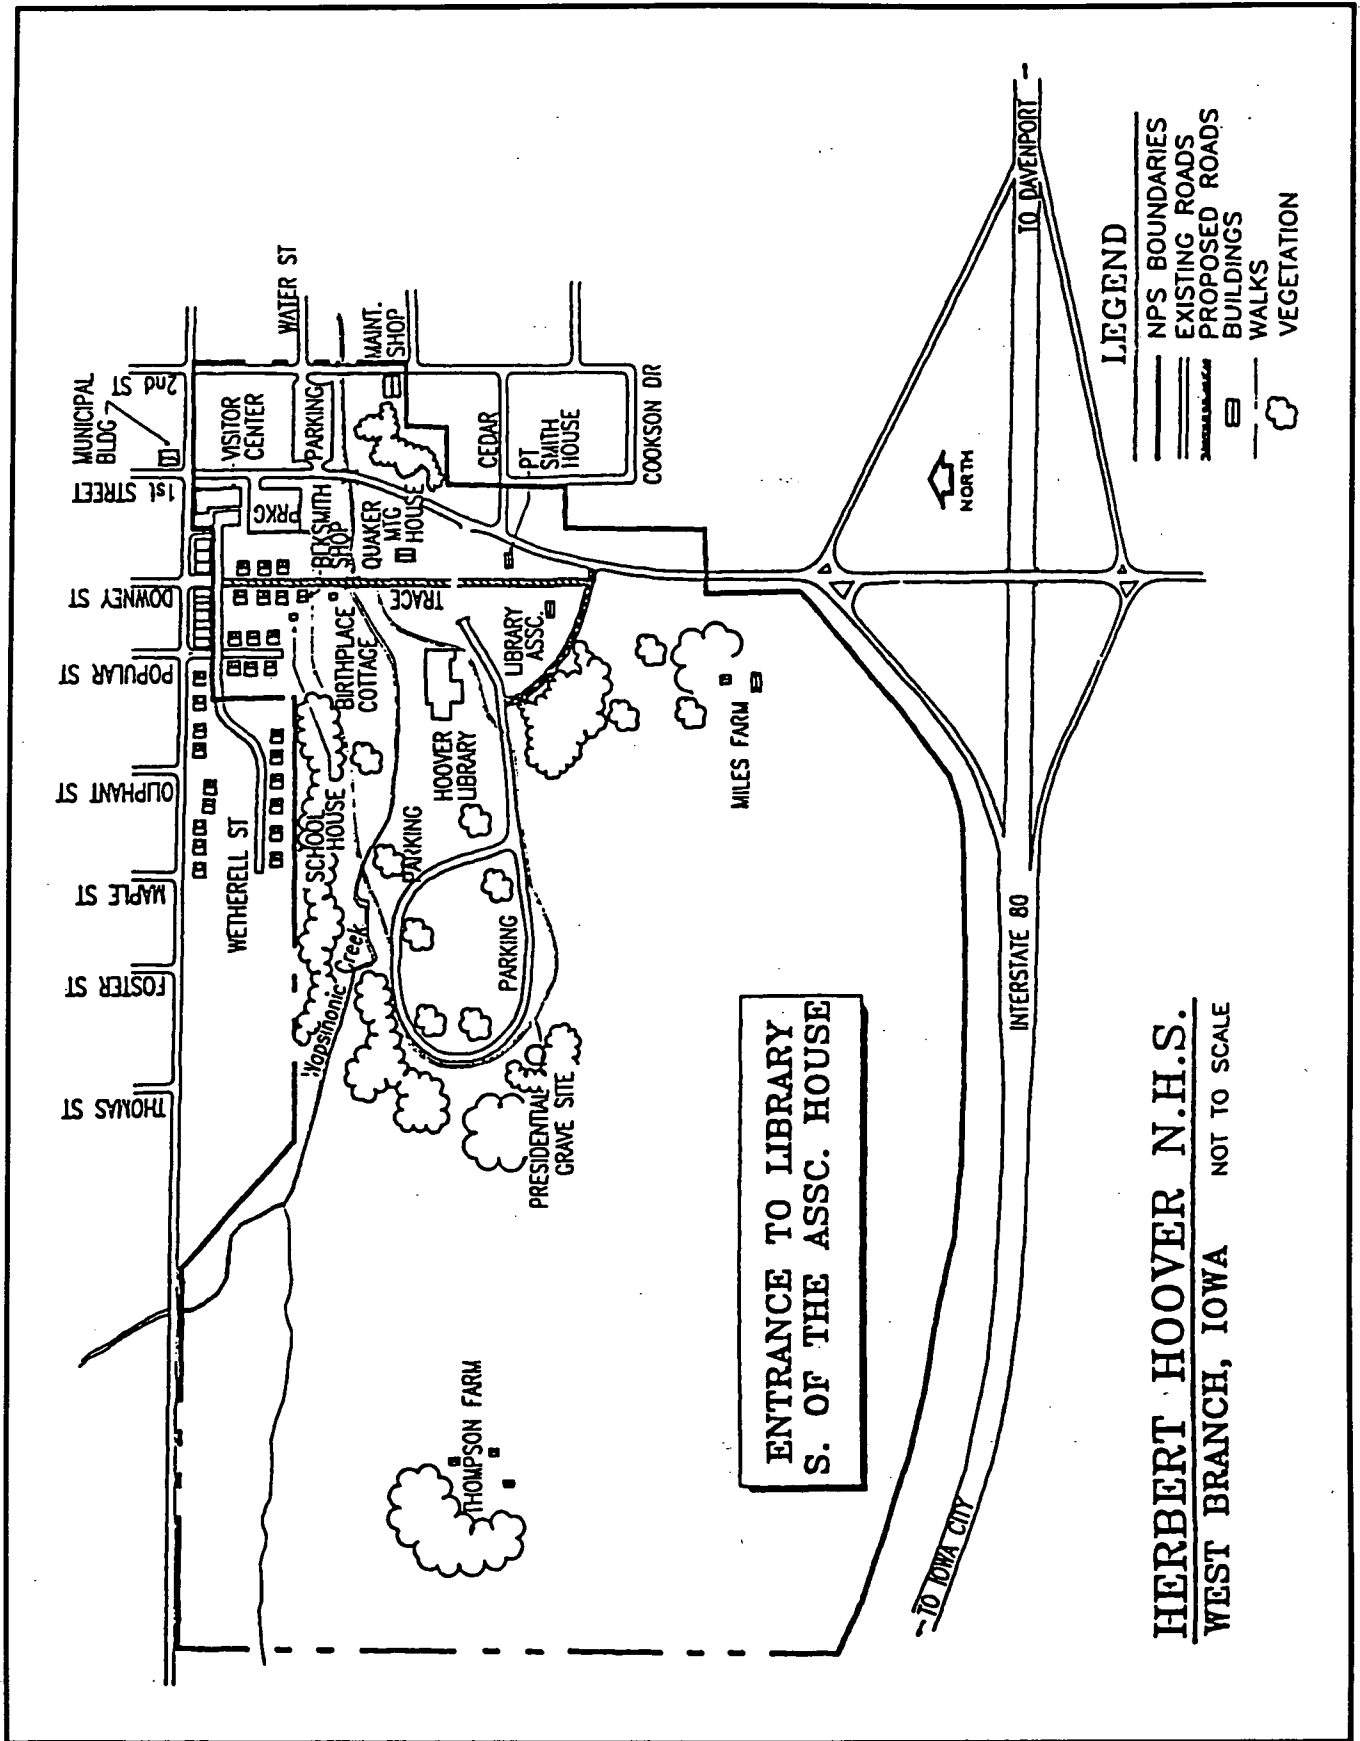 MUNICIPAL
BLDG
2nd ST
1st STREET
DOWNEY ST
POPULAR ST
OLIPHANT ST
MAPLE ST
FOSTER ST
THOMAS ST
WATER ST
VISITOR
CENTER
PARKING
MAINT.
SHOP
PRKG
BLKSMITH
SHOP
QUAKER
MTG
HOUSE
CEDAR
PT
SMITH
HOUSE
COOKSON DR
TRACE
BIRTHPLACE
COTTAGE
LIBRARY
ASSC.
WETHERELL ST
SCHOOL
HOUSE
HOOVER
LIBRARY
PARKING
PARKING
Creek
PRESIDENTIAL
GRAVE SITE
MILES FARM
THOMPSON FARM
NORTH
TO DAVENPORT
INTERSTATE 80
TO IOWA CITY
ENTRANCE TO LIBRARY
S. OF THE ASSC. HOUSE
LEGEND
NPS BOUNDARIES
EXISTING ROADS
PROPOSED ROADS
BUILDINGS
WALKS
VEGETATION
HERBERT HOOVER N.H.S.
WEST BRANCH, IOWA NOT TO SCALE